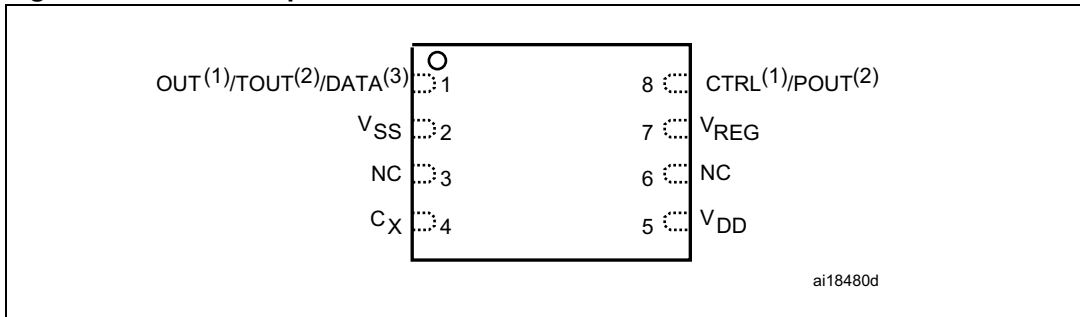 OUT(1)/TOUT(2)/DATA(3) 1 8 CTRL(1)/POUT(2)
VSS 2 7 VREG
NC 3 6 NC
CX 4 5 VDD
ai18480d